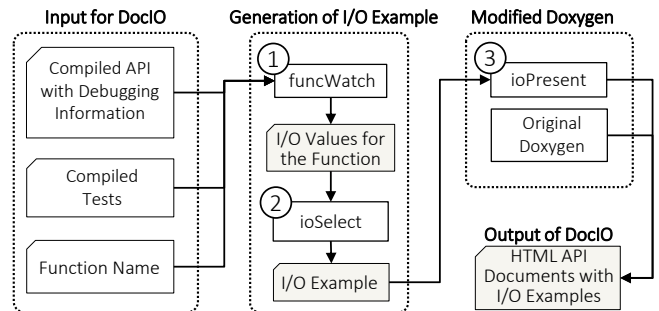 Input for DocIO
Compiled API
with Debugging
Information
Compiled
Tests
Function Name
Generation of I/O Example
1
funcWatch
I/O Values for
the Function
2
ioSelect
I/O Example
Modified Doxygen
3
ioPresent
Original
Doxygen
Output of DocIO
HTML API
Documents with
I/O Examples